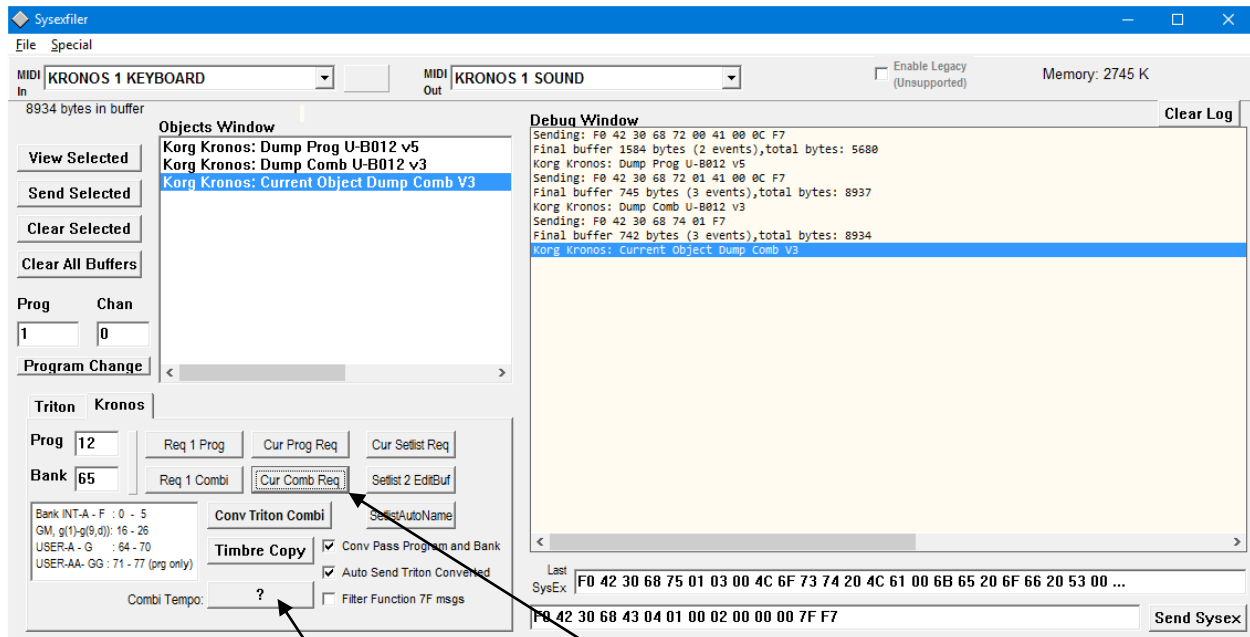 Sysexfiler
File Special
MIDI In KRONOS 1 KEYBOARD MIDI Out KRONOS 1 SOUND Enable Legacy (Unsupported) Memory: 2745 K
8934 bytes in buffer
Objects Window
Korg Kronos: Dump Prog U-B012 v5
Korg Kronos: Dump Comb U-B012 v3
Korg Kronos: Current Object Dump Comb V3
View Selected
Send Selected
Clear Selected
Clear All Buffers
Prog Chan
1 0
Program Change
Debug Window Clear Log
Sending: F0 42 30 68 72 00 41 00 0C F7
Final buffer 1584 bytes (2 events),total bytes: 5680
Korg Kronos: Dump Prog U-B012 v5
Sending: F0 42 30 68 72 01 41 00 0C F7
Final buffer 745 bytes (3 events),total bytes: 8937
Korg Kronos: Dump Comb U-B012 v3
Sending: F0 42 30 68 74 01 F7
Final buffer 742 bytes (3 events),total bytes: 8934
Korg Kronos: Current Object Dump Comb V3
Triton Kronos
Prog 12 Req 1 Prog Cur Prog Req Cur Setlist Req
Bank 65 Req 1 Combi Cur Comb Req Setlist 2 EditBuf
Bank INT-A - F : 0 - 5
GM, g(1)-g(9,d)): 16 - 26
USER-A - G : 64 - 70
USER-AA- GG : 71 - 77 (prg only)
Conv Triton Combi SetlistAutoName
Timbre Copy Conv Pass Program and Bank
Auto Send Triton Converted
Combi Tempo: ? Filter Function 7F msgs
Last SysEx F0 42 30 68 75 01 03 00 4C 6F 73 74 20 4C 61 00 6B 65 20 6F 66 20 53 00 ...
F0 42 30 68 43 04 01 00 02 00 00 00 7F F7 Send Sysex